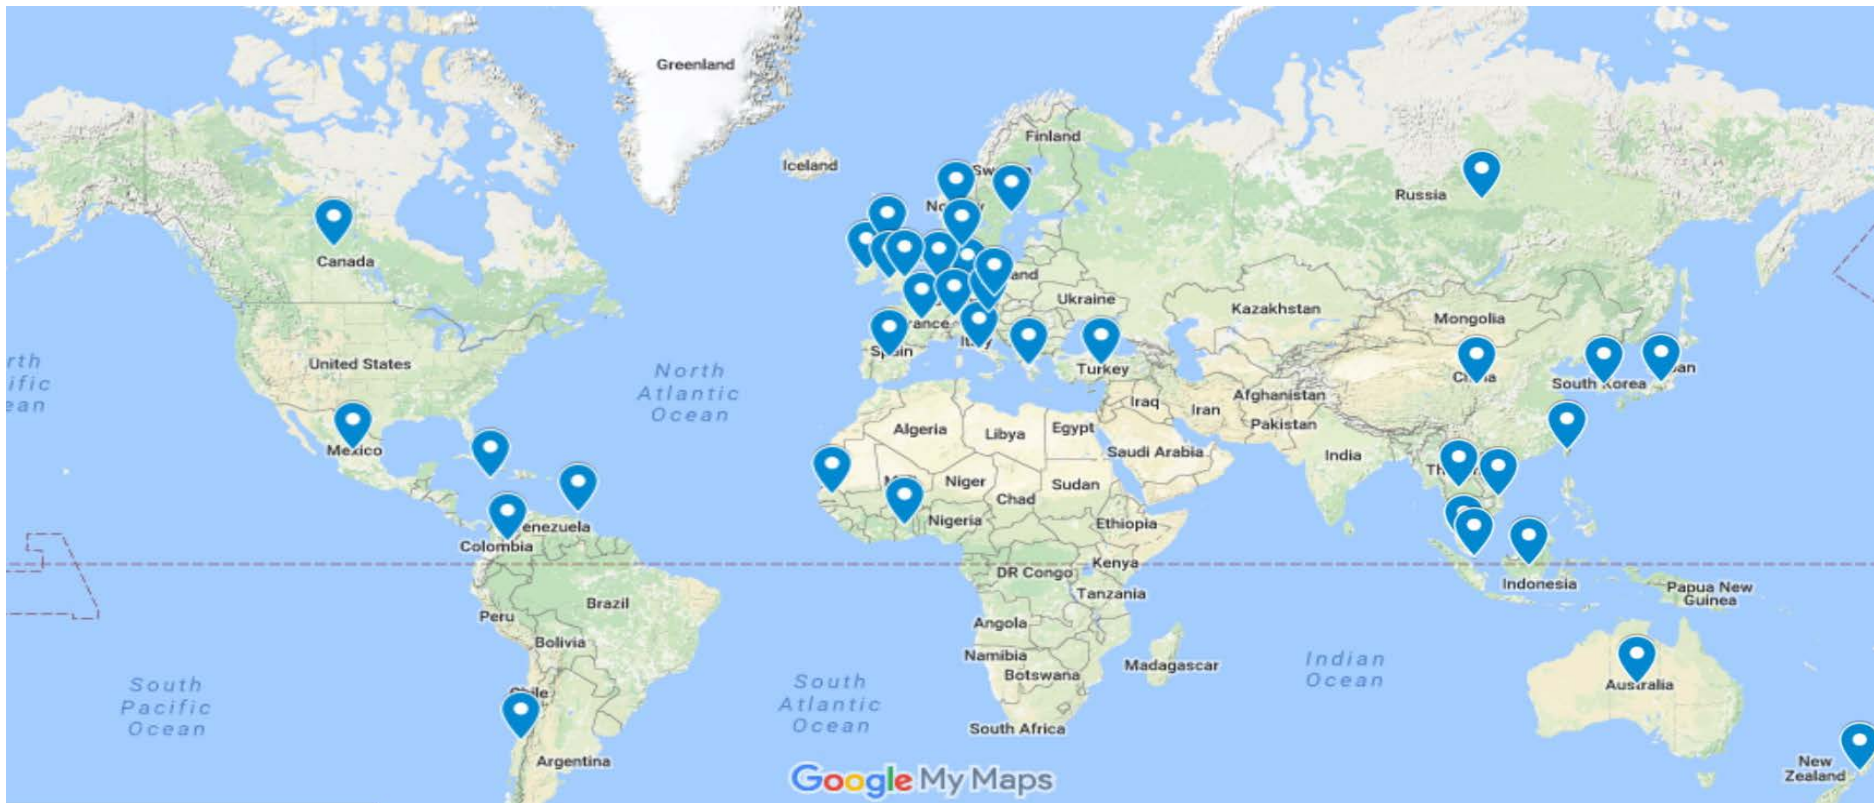 Greenland
Finland
Iceland
Russia
Canada
Ukraine
Kazakhstan
Mongolia
United States
North
Atlantic
Ocean
Turkey
South Korea
Iraq
Iran
Afghanistan
Pakistan
Algeria
Libya
Egypt
Saudi Arabia
India
Mexico
Niger
Sudan
Chad
Nigeria
Ethiopia
Colombia
DR Congo
Kenya
Indonesia
Papua New
Guinea
Brazil
Tanzania
Peru
Angola
Bolivia
Namibia
Madagascar
Botswana
Indian
Ocean
Australia
South
Pacific
Ocean
South
Atlantic
Ocean
South Africa
Argentina
New
Zealand
Google My Maps